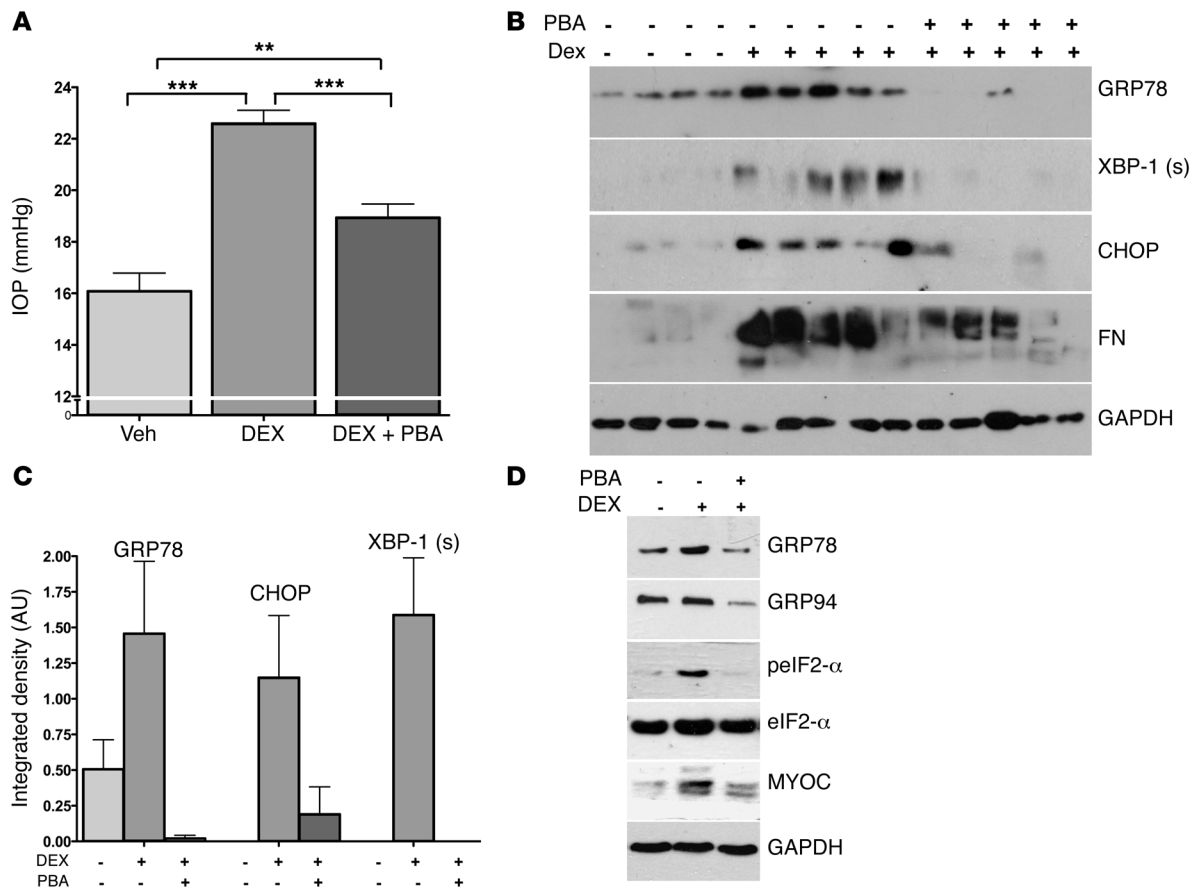 A
** 
*** ***
24
22
20
18
16
14
12
0
IOP (mmHg)
Veh DEX DEX + PBA
B
PBA - - - - - - - - - + + + + +
Dex - - - - + + + + + + + + + +
GRP78
XBP-1 (s)
CHOP
FN
GAPDH
C
GRP78
CHOP
XBP-1 (s)
2.00
1.75
1.50
1.25
1.00
0.75
0.50
0.25
0.00
Integrated density (AU)
DEX - + + - + + - + +
PBA - - + - - + - - +
D
PBA - - +
DEX - + +
GRP78
GRP94
peIF2-α
eIF2-α
MYOC
GAPDH